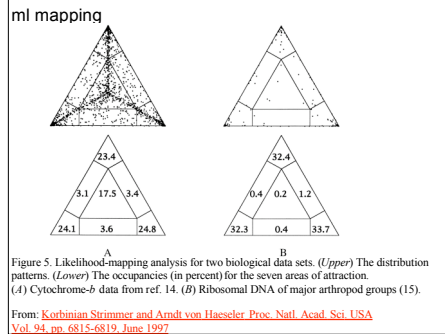 ml mapping
23.4
3.1 17.5 3.4
24.1 3.6 24.8
A
32.4
0.4 0.2 1.2
32.3 0.4 33.7
B
Figure 5. Likelihood-mapping analysis for two biological data sets. (Upper) The distribution
patterns. (Lower) The occupancies (in percent) for the seven areas of attraction.
(A) Cytochrome-b data from ref. 14. (B) Ribosomal DNA of major arthropod groups (15).
From: Korbinian Strimmer and Arndt von Haeseler Proc. Natl. Acad. Sci. USA
Vol. 94, pp. 6815-6819, June 1997